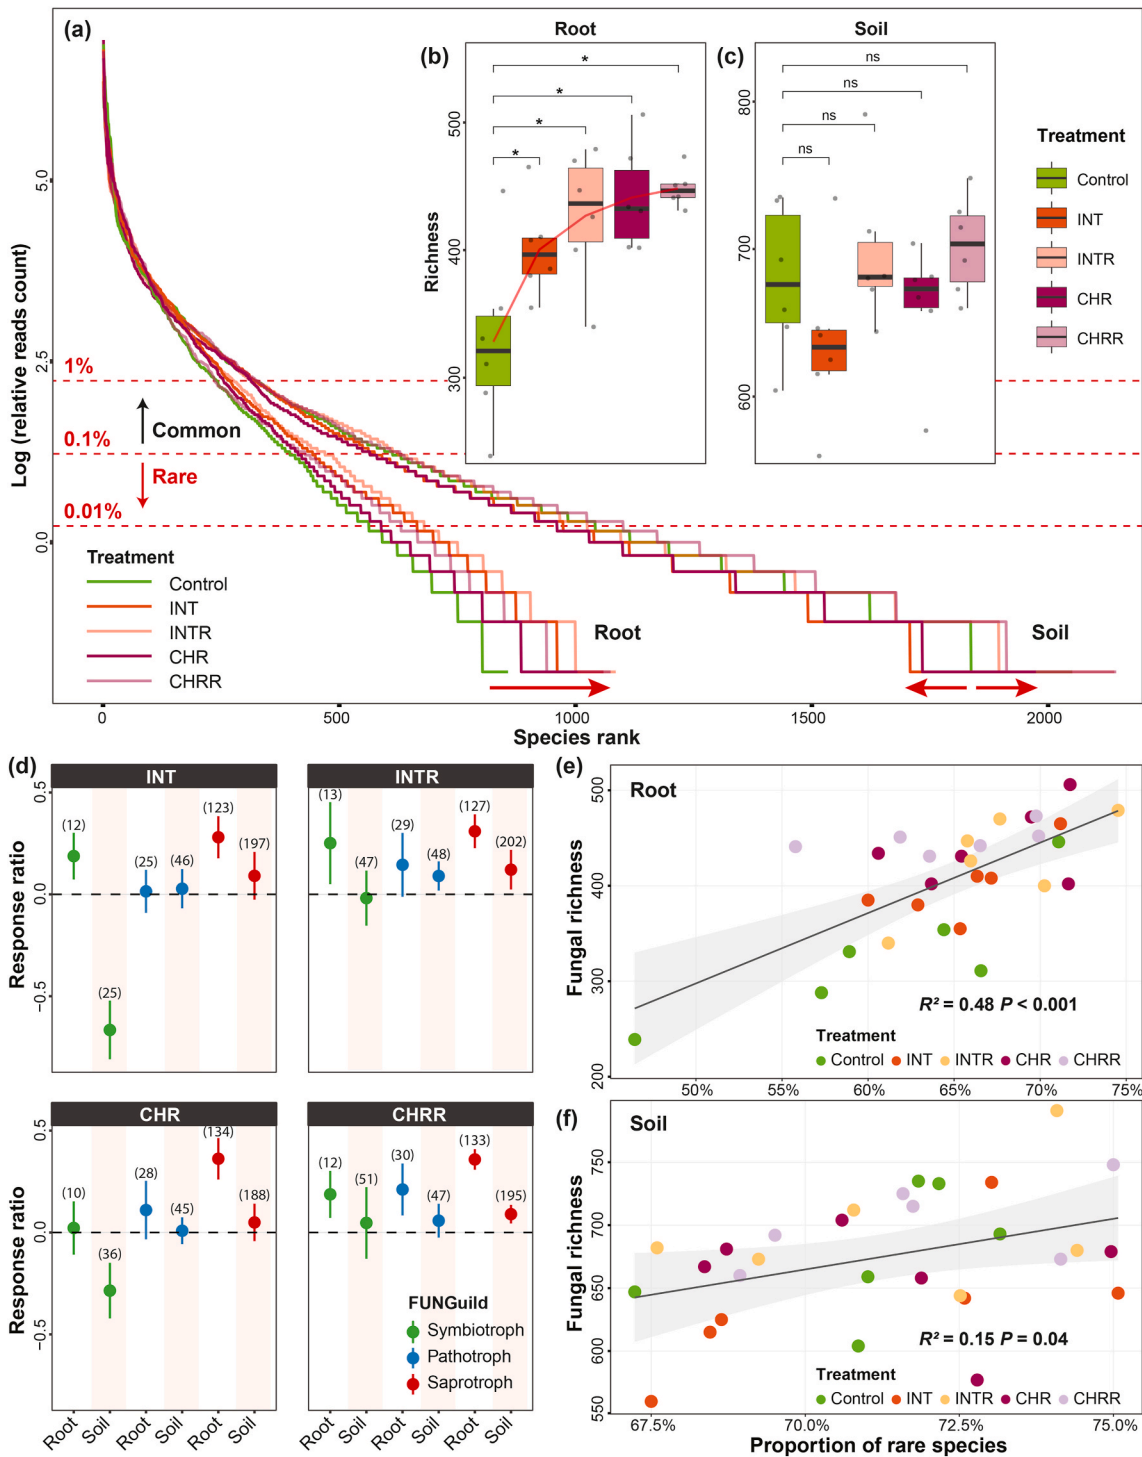 (a)
Log (relative reads count)
5.0
2.5
0.0
1%
0.1%
0.01%
Common
Rare
Treatment
Control
INT
INTR
CHR
CHRR
Root
Soil
0
500
1000
1500
2000
Species rank
Root
(b)
Richness
500
400
300
*
*
*
*
Soil
(c)
800
700
600
ns
ns
ns
ns
Treatment
Control
INT
INTR
CHR
CHRR
(d)
INT
Response ratio
0.5
0.0
−0.5
(12)
(25)
(25)
(46)
(123)
(197)
INTR
(13)
(47)
(29)
(48)
(127)
(202)
CHR
Response ratio
0.5
0.0
−0.5
(10)
(36)
(28)
(45)
(134)
(188)
Root Soil Root Soil Root Soil
CHRR
(12)
(51)
(30)
(47)
(133)
(195)
FUNGuild
Symbiotroph
Pathotroph
Saprotroph
Root Soil Root Soil Root Soil
(e)
Root
Fungal richness
500
400
300
200
R² = 0.48 P < 0.001
Treatment
Control INT INTR CHR CHRR
50% 55% 60% 65% 70% 75%
(f)
Soil
Fungal richness
750
700
650
600
550
R² = 0.15 P = 0.04
Treatment
Control INT INTR CHR CHRR
67.5% 70.0% 72.5% 75.0%
Proportion of rare species